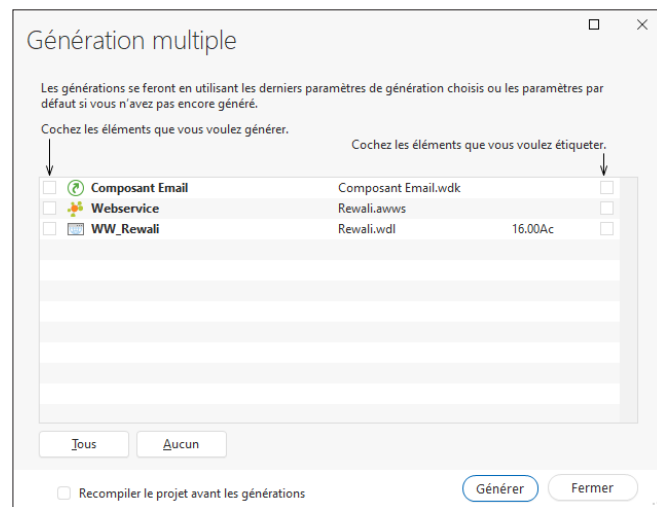 Génération multiple
Les générations se feront en utilisant les derniers paramètres de génération choisis ou les paramètres par
défaut si vous n'avez pas encore généré.
Cochez les éléments que vous voulez générer.
Cochez les éléments que vous voulez étiqueter.
Composant Email Composant Email.wdk
Webservice Rewali.awws
WW_Rewali Rewali.wdl 16.00Ac
Tous Aucun
Recompiler le projet avant les générations
Générer Fermer